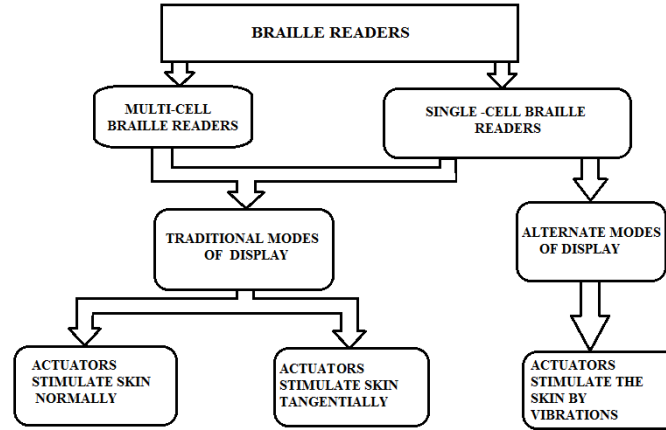 BRAILLE READERS
MULTI-CELL
BRAILLE READERS
SINGLE -CELL BRAILLE
READERS
TRADITIONAL MODES
OF DISPLAY
ALTERNATE MODES
OF DISPLAY
ACTUATORS
STIMULATE SKIN
NORMALLY
ACTUATORS
STIMULATE SKIN
TANGENTIALLY
ACTUATORS
STIMULATE THE
SKIN BY
VIBRATIONS